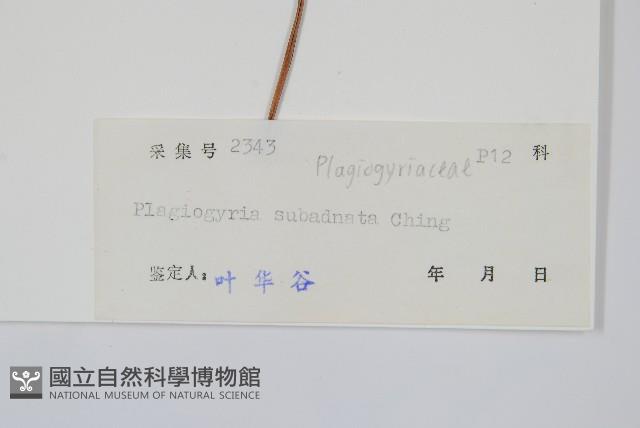 采集号 2343 Plagiogyriaceae P12 科
Plagiogyria subadnata Ching
鉴定人: 叶华谷 年 月 日
國立自然科學博物館
NATIONAL MUSEUM OF NATURAL SCIENCE